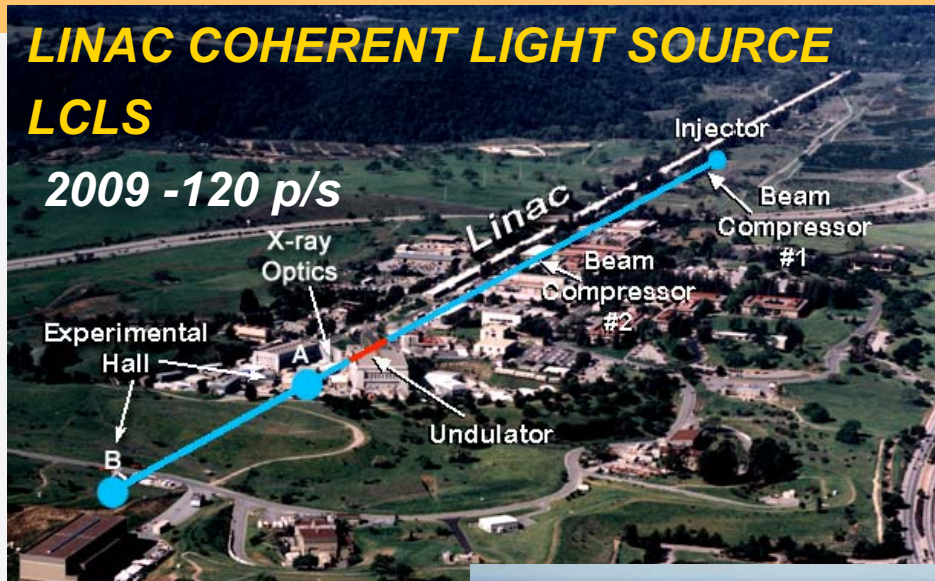 LINAC COHERENT LIGHT SOURCE
LCLS
2009 -120 p/s
Injector
Linac
Beam
Compressor
#1
X-ray
Optics
Beam
Compressor
#2
Experimental
Hall
A
Undulator
B